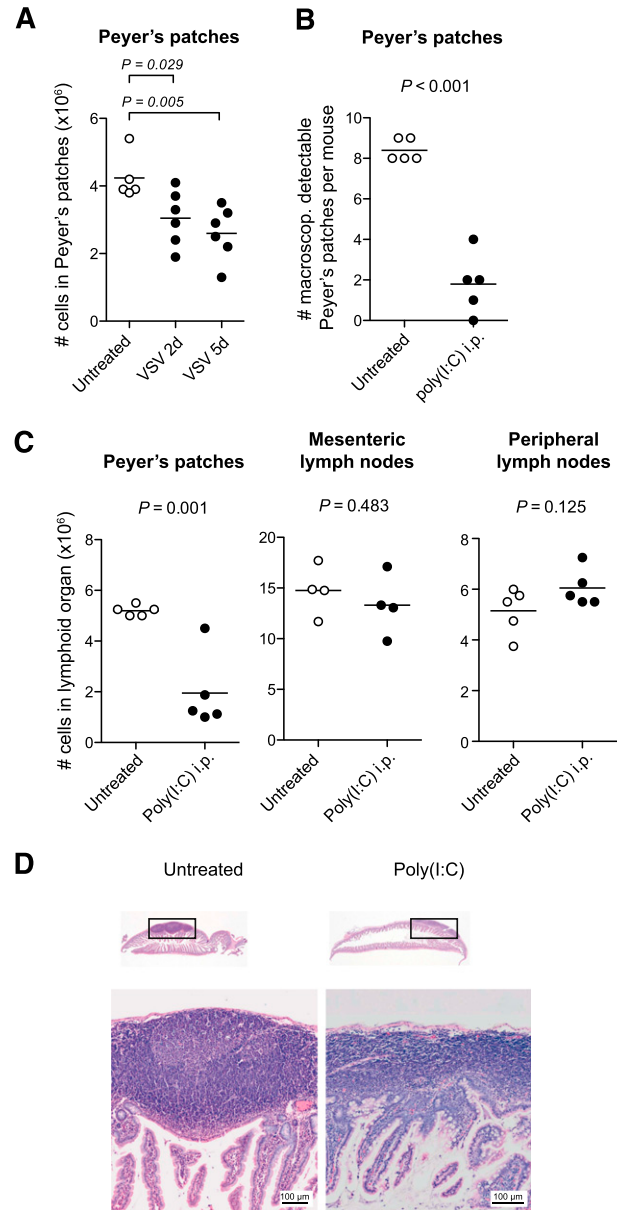 A
Peyer's patches
P = 0.029
P = 0.005
# cells in Peyer's patches (x10⁶)
6
4
2
0
Untreated
VSV 2d
VSV 5d
B
Peyer's patches
P < 0.001
# macroscop. detectable
Peyer's patches per mouse
10
8
6
4
2
0
Untreated
poly(I:C) i.p.
C
Peyer's patches
P = 0.001
# cells in lymphoid organ (x10⁶)
8
6
4
2
0
Untreated
Poly(I:C) i.p.
Mesenteric
lymph nodes
P = 0.483
20
15
10
5
0
Untreated
Poly(I:C) i.p.
Peripheral
lymph nodes
P = 0.125
8
6
4
2
0
Untreated
Poly(I:C) i.p.
D
Untreated
Poly(I:C)
100 µm
100 µm